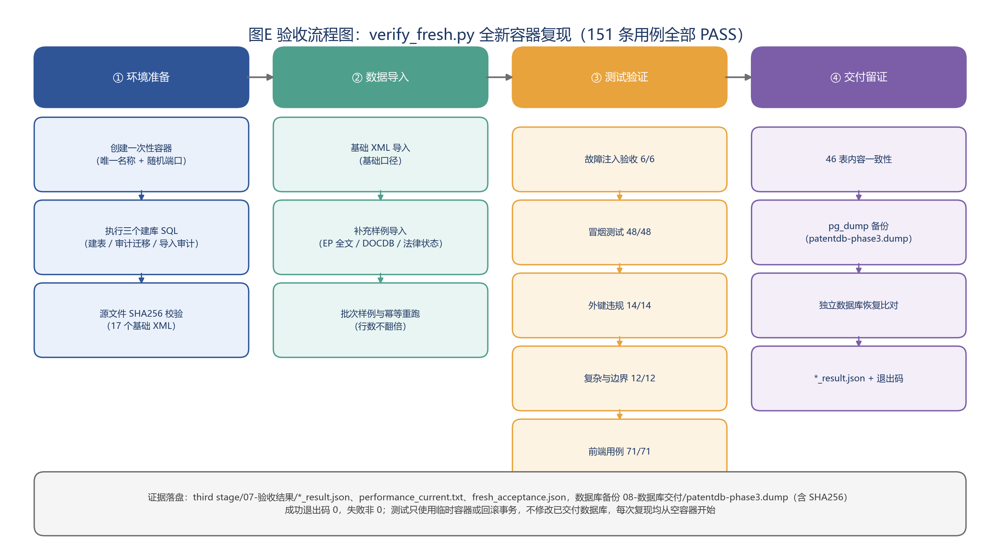 图E 验收流程图：verify_fresh.py 全新容器复现（151 条用例全部 PASS）
① 环境准备
② 数据导入
③ 测试验证
④ 交付留证
创建一次性容器
（唯一名称 + 随机端口）
执行三个建库 SQL
（建表 / 审计迁移 / 导入审计）
源文件 SHA256 校验
（17 个基础 XML）
基础 XML 导入
（基础口径）
补充样例导入
（EP 全文 / DOCDB / 法律状态）
批次样例与幂等重跑
（行数不翻倍）
故障注入验收 6/6
冒烟测试 48/48
外键违规 14/14
复杂与边界 12/12
前端用例 71/71
46 表内容一致性
pg_dump 备份
（patentdb-phase3.dump）
独立数据库恢复比对
*_result.json + 退出码
证据落盘：third stage/07-验收结果/*_result.json、performance_current.txt、fresh_acceptance.json，数据库备份 08-数据库交付/patentdb-phase3.dump（含 SHA256）
成功退出码 0，失败非 0；测试只使用临时容器或回滚事务，不修改已交付数据库，每次复现均从空容器开始